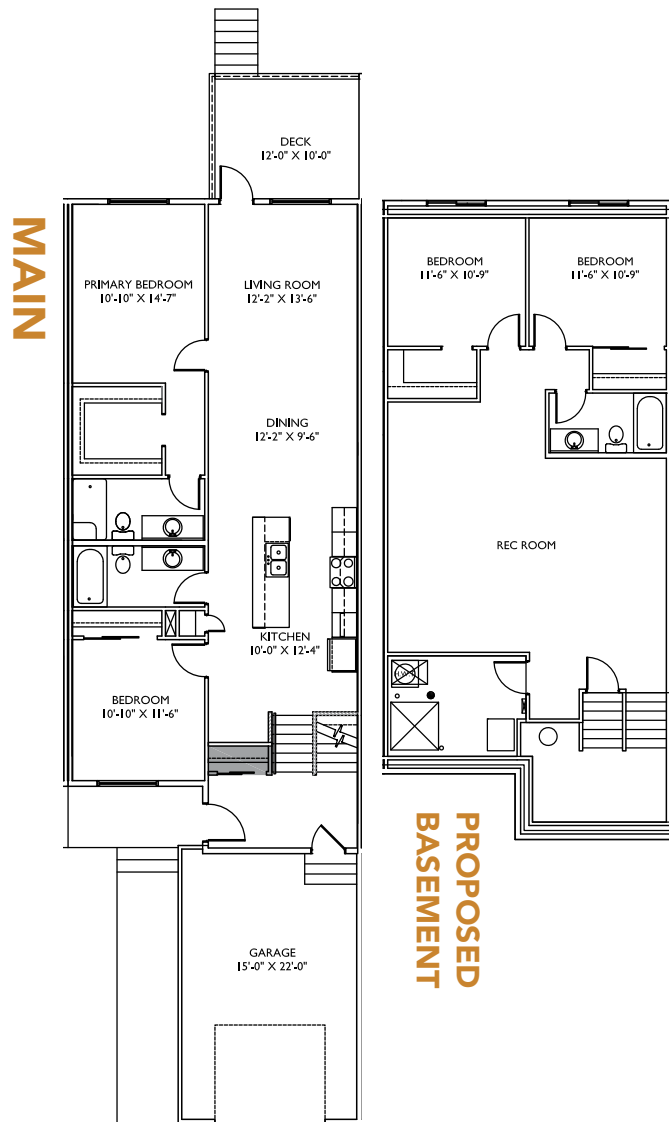 MAIN
DECK
12'-0" X 10'-0"
PRIMARY BEDROOM
10'-10" X 14'-7"
LIVING ROOM
12'-2" X 13'-6"
DINING
12'-2" X 9'-6"
KITCHEN
10'-0" X 12'-4"
BEDROOM
10'-10" X 11'-6"
GARAGE
15'-0" X 22'-0"
BEDROOM
11'-6" X 10'-9"
BEDROOM
11'-6" X 10'-9"
REC ROOM
PROPOSED
BASEMENT